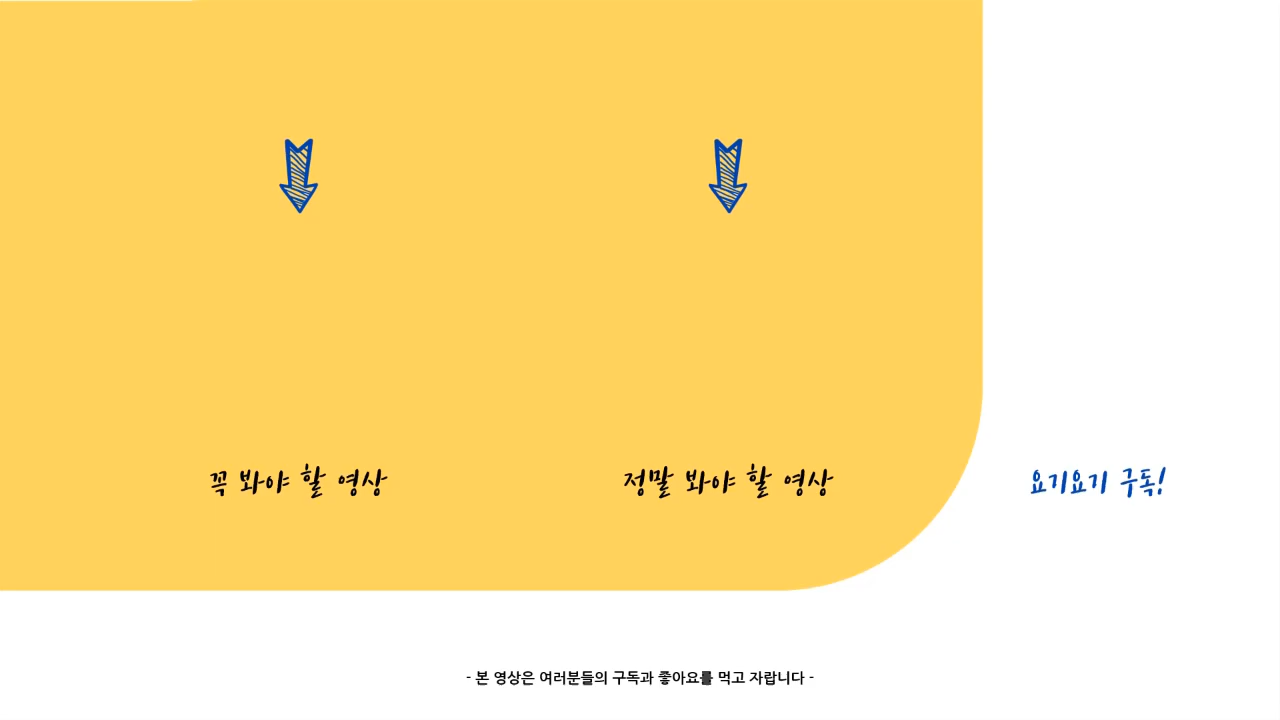 꼭 봐야 할 영상
정말 봐야 할 영상
요기요기 구독!
- 본 영상은 여러분들의 구독과 좋아요를 먹고 자랍니다 -